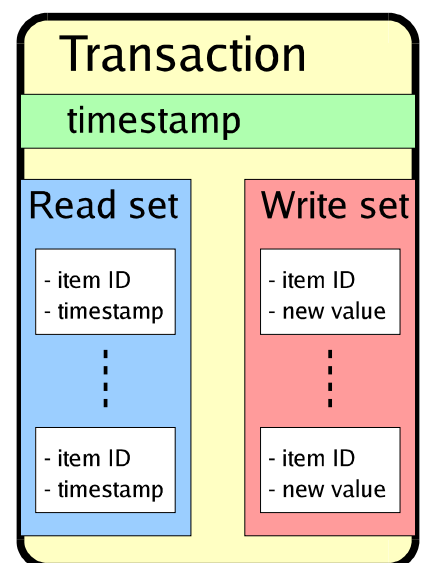 Transaction
timestamp
Read set
- item ID
- timestamp
- item ID
- timestamp
Write set
- item ID
- new value
- item ID
- new value